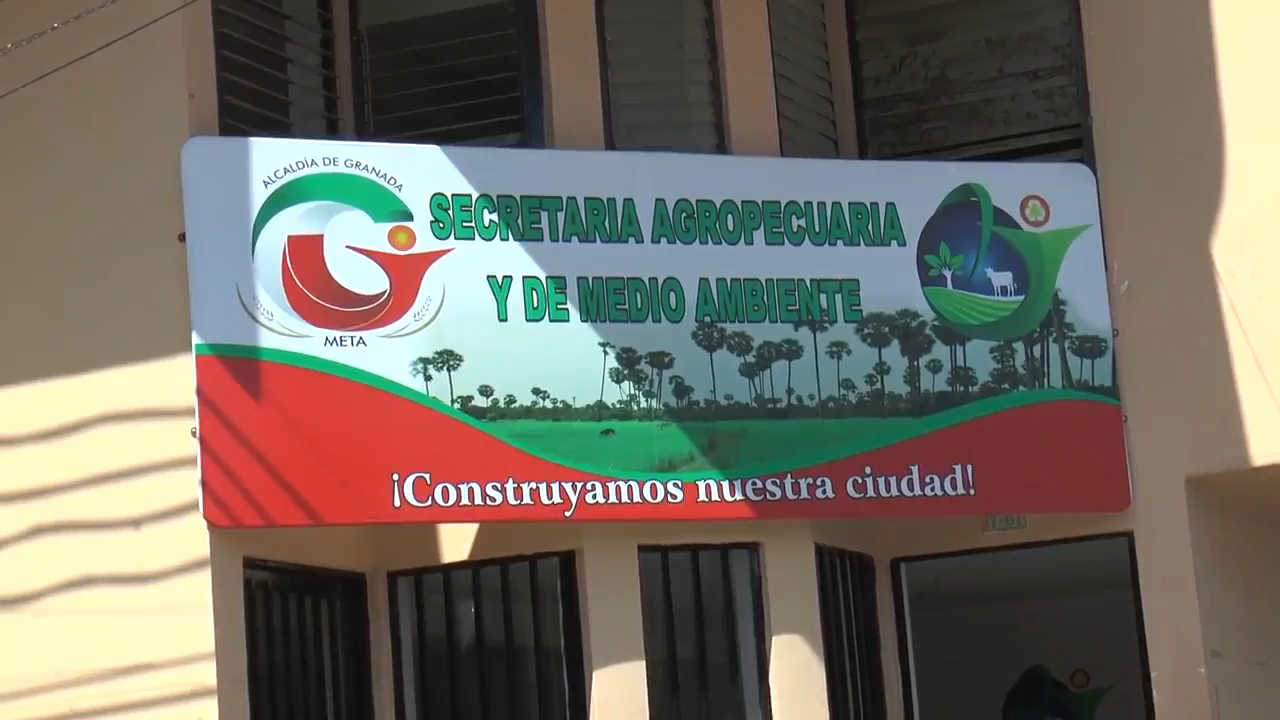 ALCALDÍA DE GRANADA
META
SECRETARIA AGROPECUARIA
Y DE MEDIO AMBIENTE
¡Construyamos nuestra ciudad!